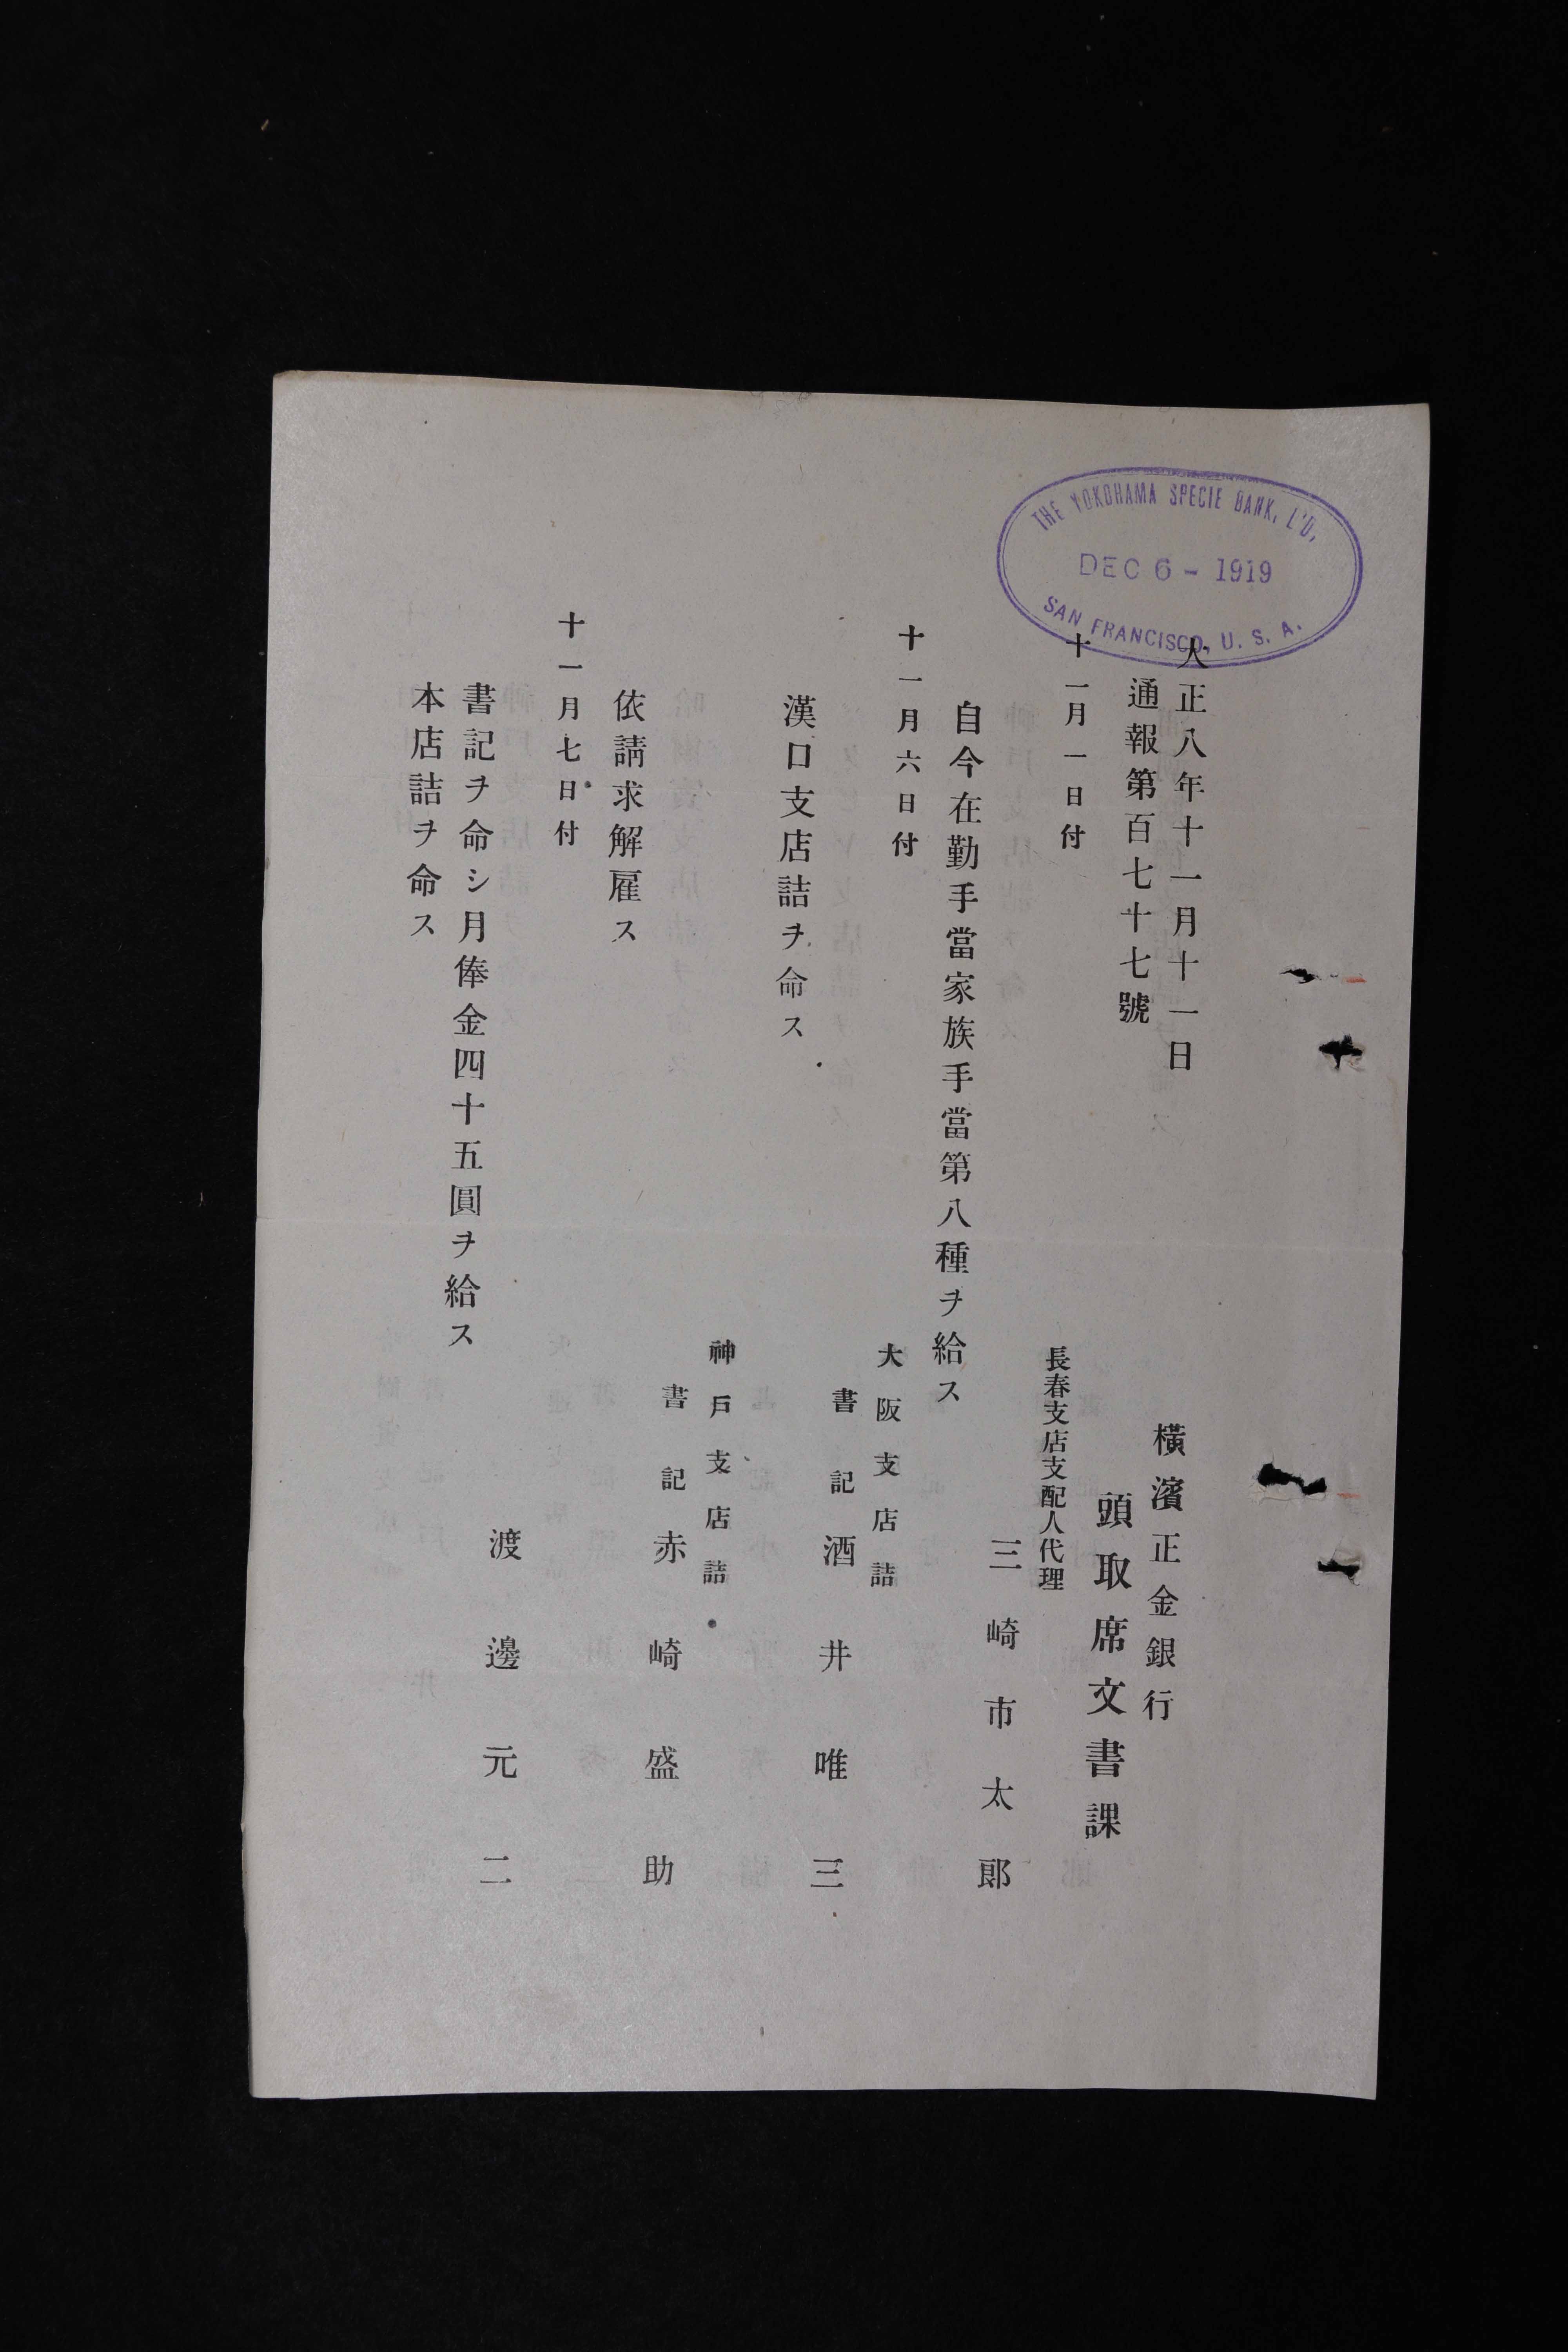 THE YOKOHAMA SPECIE BANK, L'D,
DEC 6 - 1919
SAN FRANCISCO, U. S. A.
大正八年十一月十一日
橫濱正金銀行
通報第百七十七號
頭取席文書課
十一月一日付
長春支店支配人代理
三崎市太郎
自今在勤手當家族手當第八種ヲ給ス
十一月六日付
大阪支店詰
書記 酒井唯三
漢口支店詰ヲ命ス
神戶支店詰
書記 赤崎盛助
依請求解雇ス
十一月七日付
渡邊元二
書記ヲ命シ月俸金四十五圓ヲ給ス
本店詰ヲ命ス